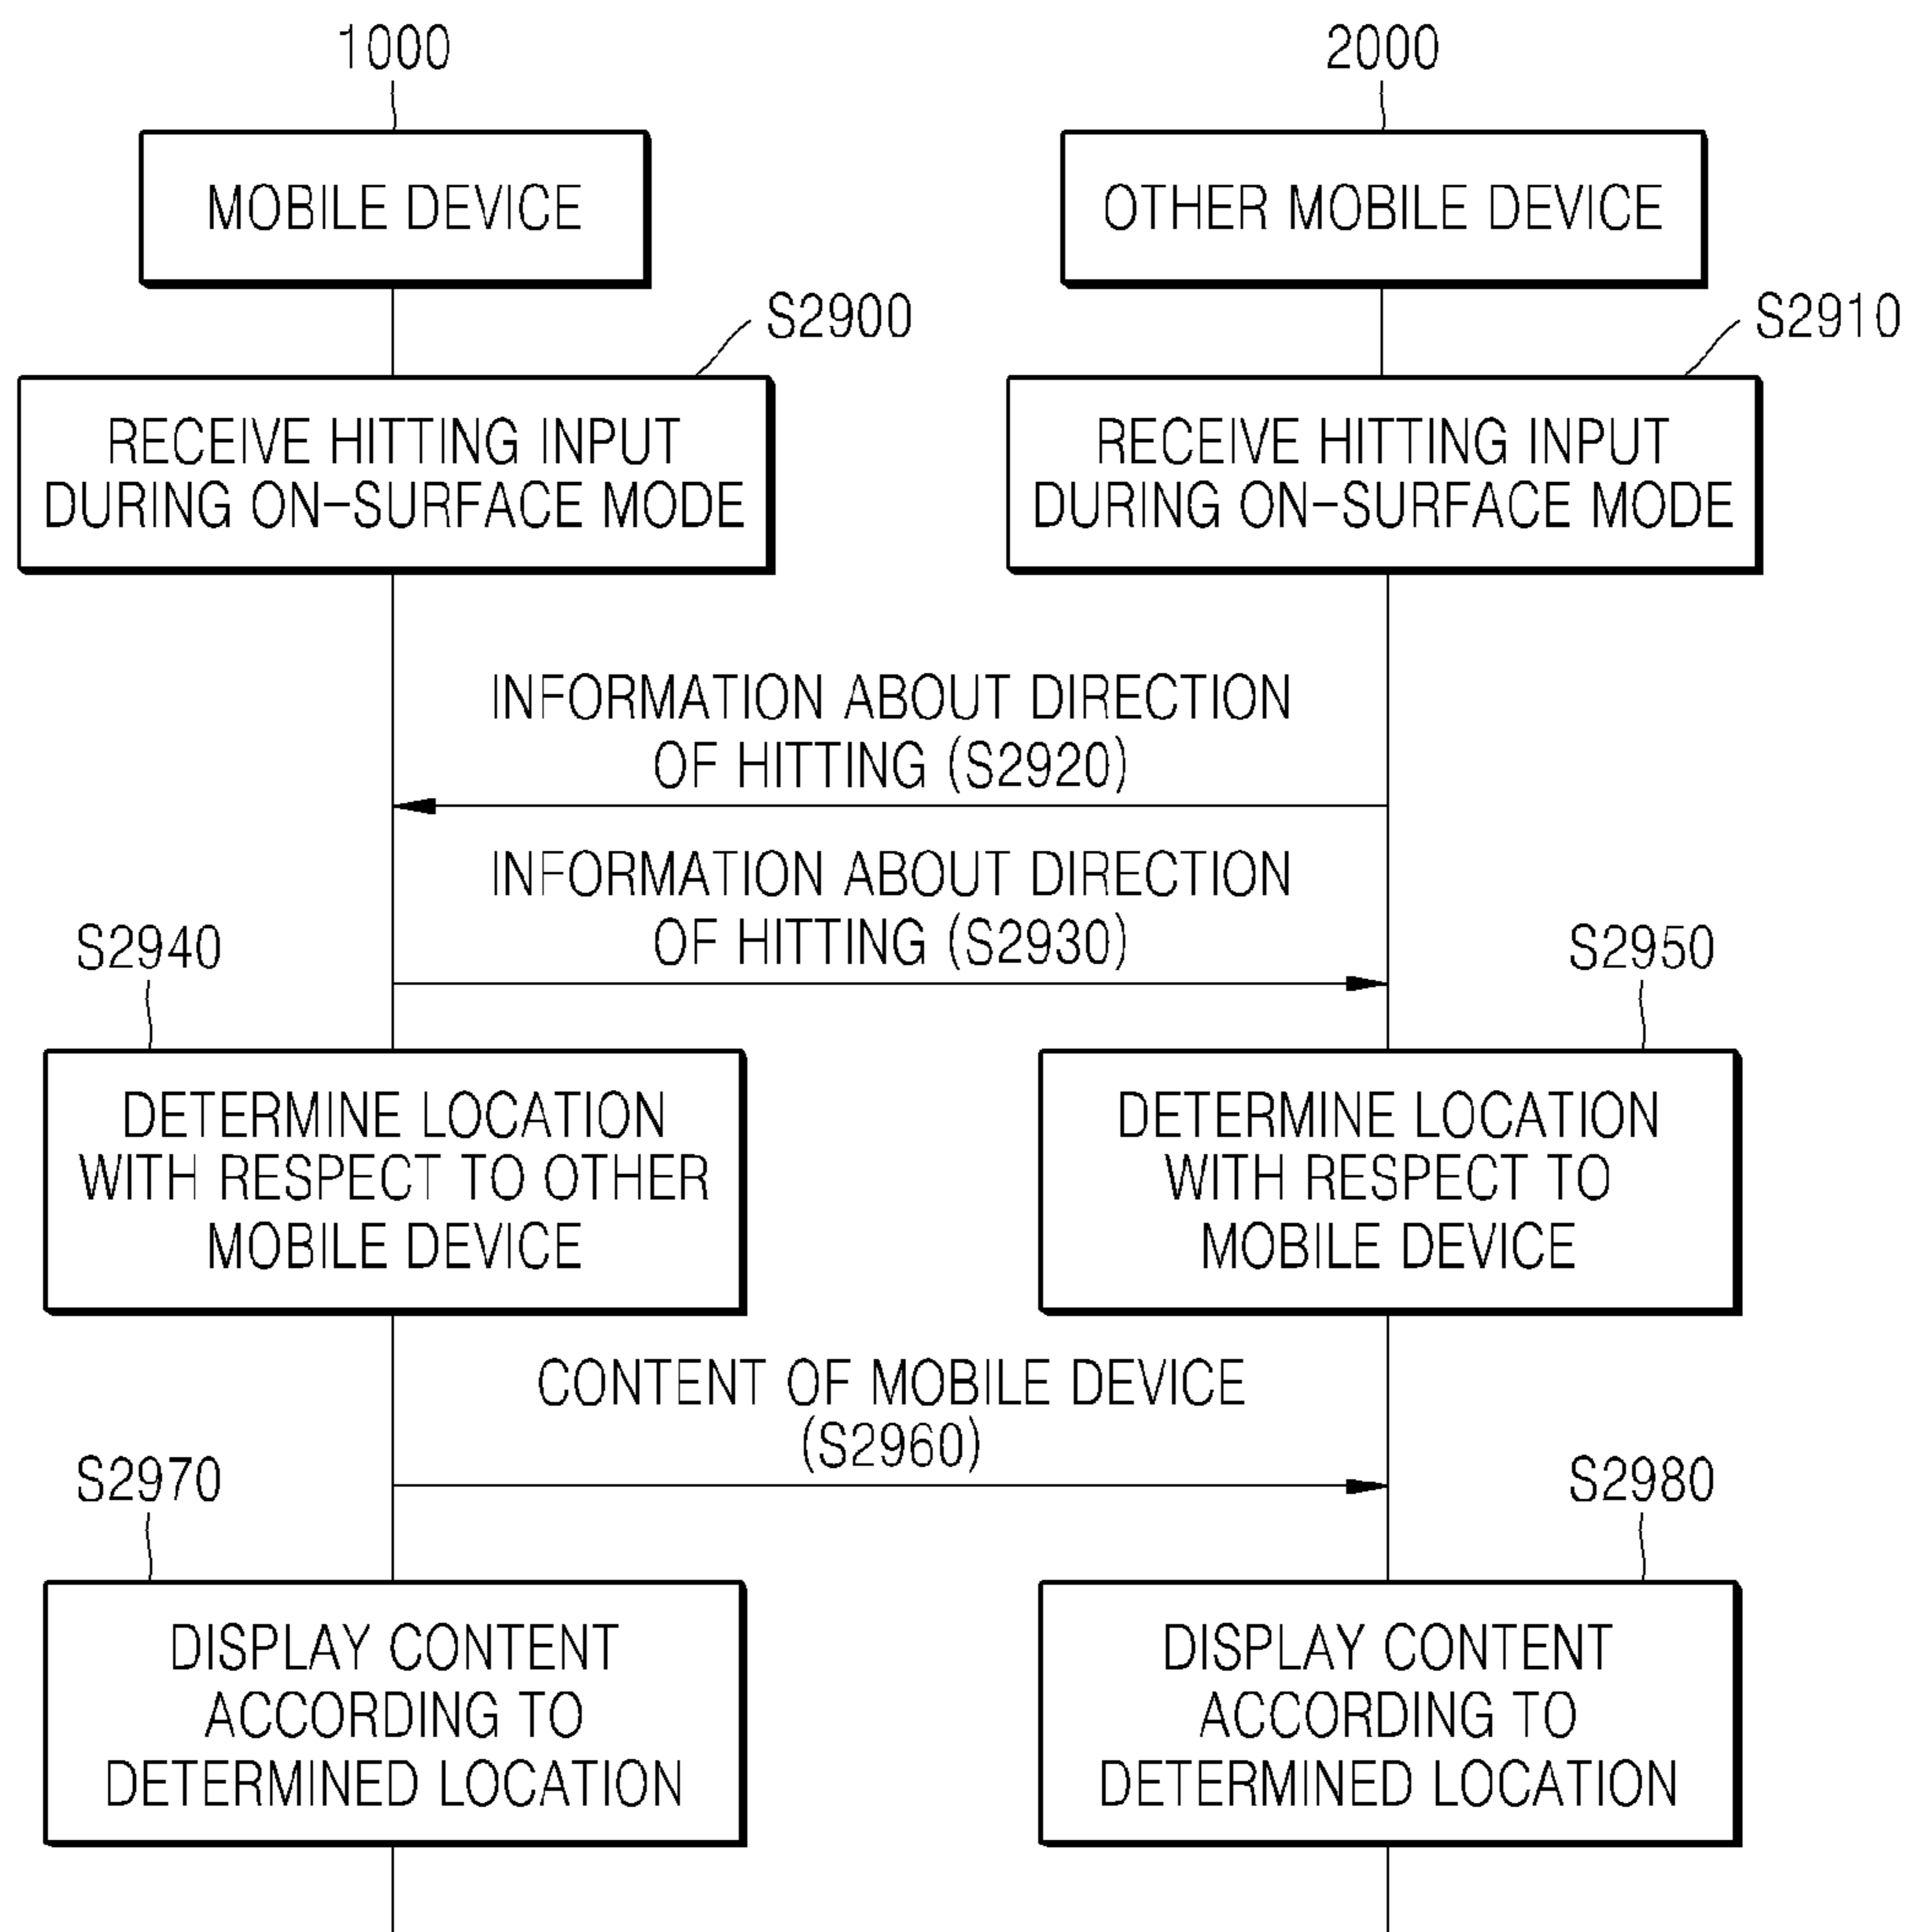 1000
2000
MOBILE DEVICE
OTHER MOBILE DEVICE
S2900
S2910
RECEIVE HITTING INPUT
DURING ON-SURFACE MODE
RECEIVE HITTING INPUT
DURING ON-SURFACE MODE
INFORMATION ABOUT DIRECTION
OF HITTING (S2920)
INFORMATION ABOUT DIRECTION
OF HITTING (S2930)
S2940
S2950
DETERMINE LOCATION
WITH RESPECT TO OTHER
MOBILE DEVICE
DETERMINE LOCATION
WITH RESPECT TO
MOBILE DEVICE
CONTENT OF MOBILE DEVICE
(S2960)
S2970
S2980
DISPLAY CONTENT
ACCORDING TO
DETERMINED LOCATION
DISPLAY CONTENT
ACCORDING TO
DETERMINED LOCATION